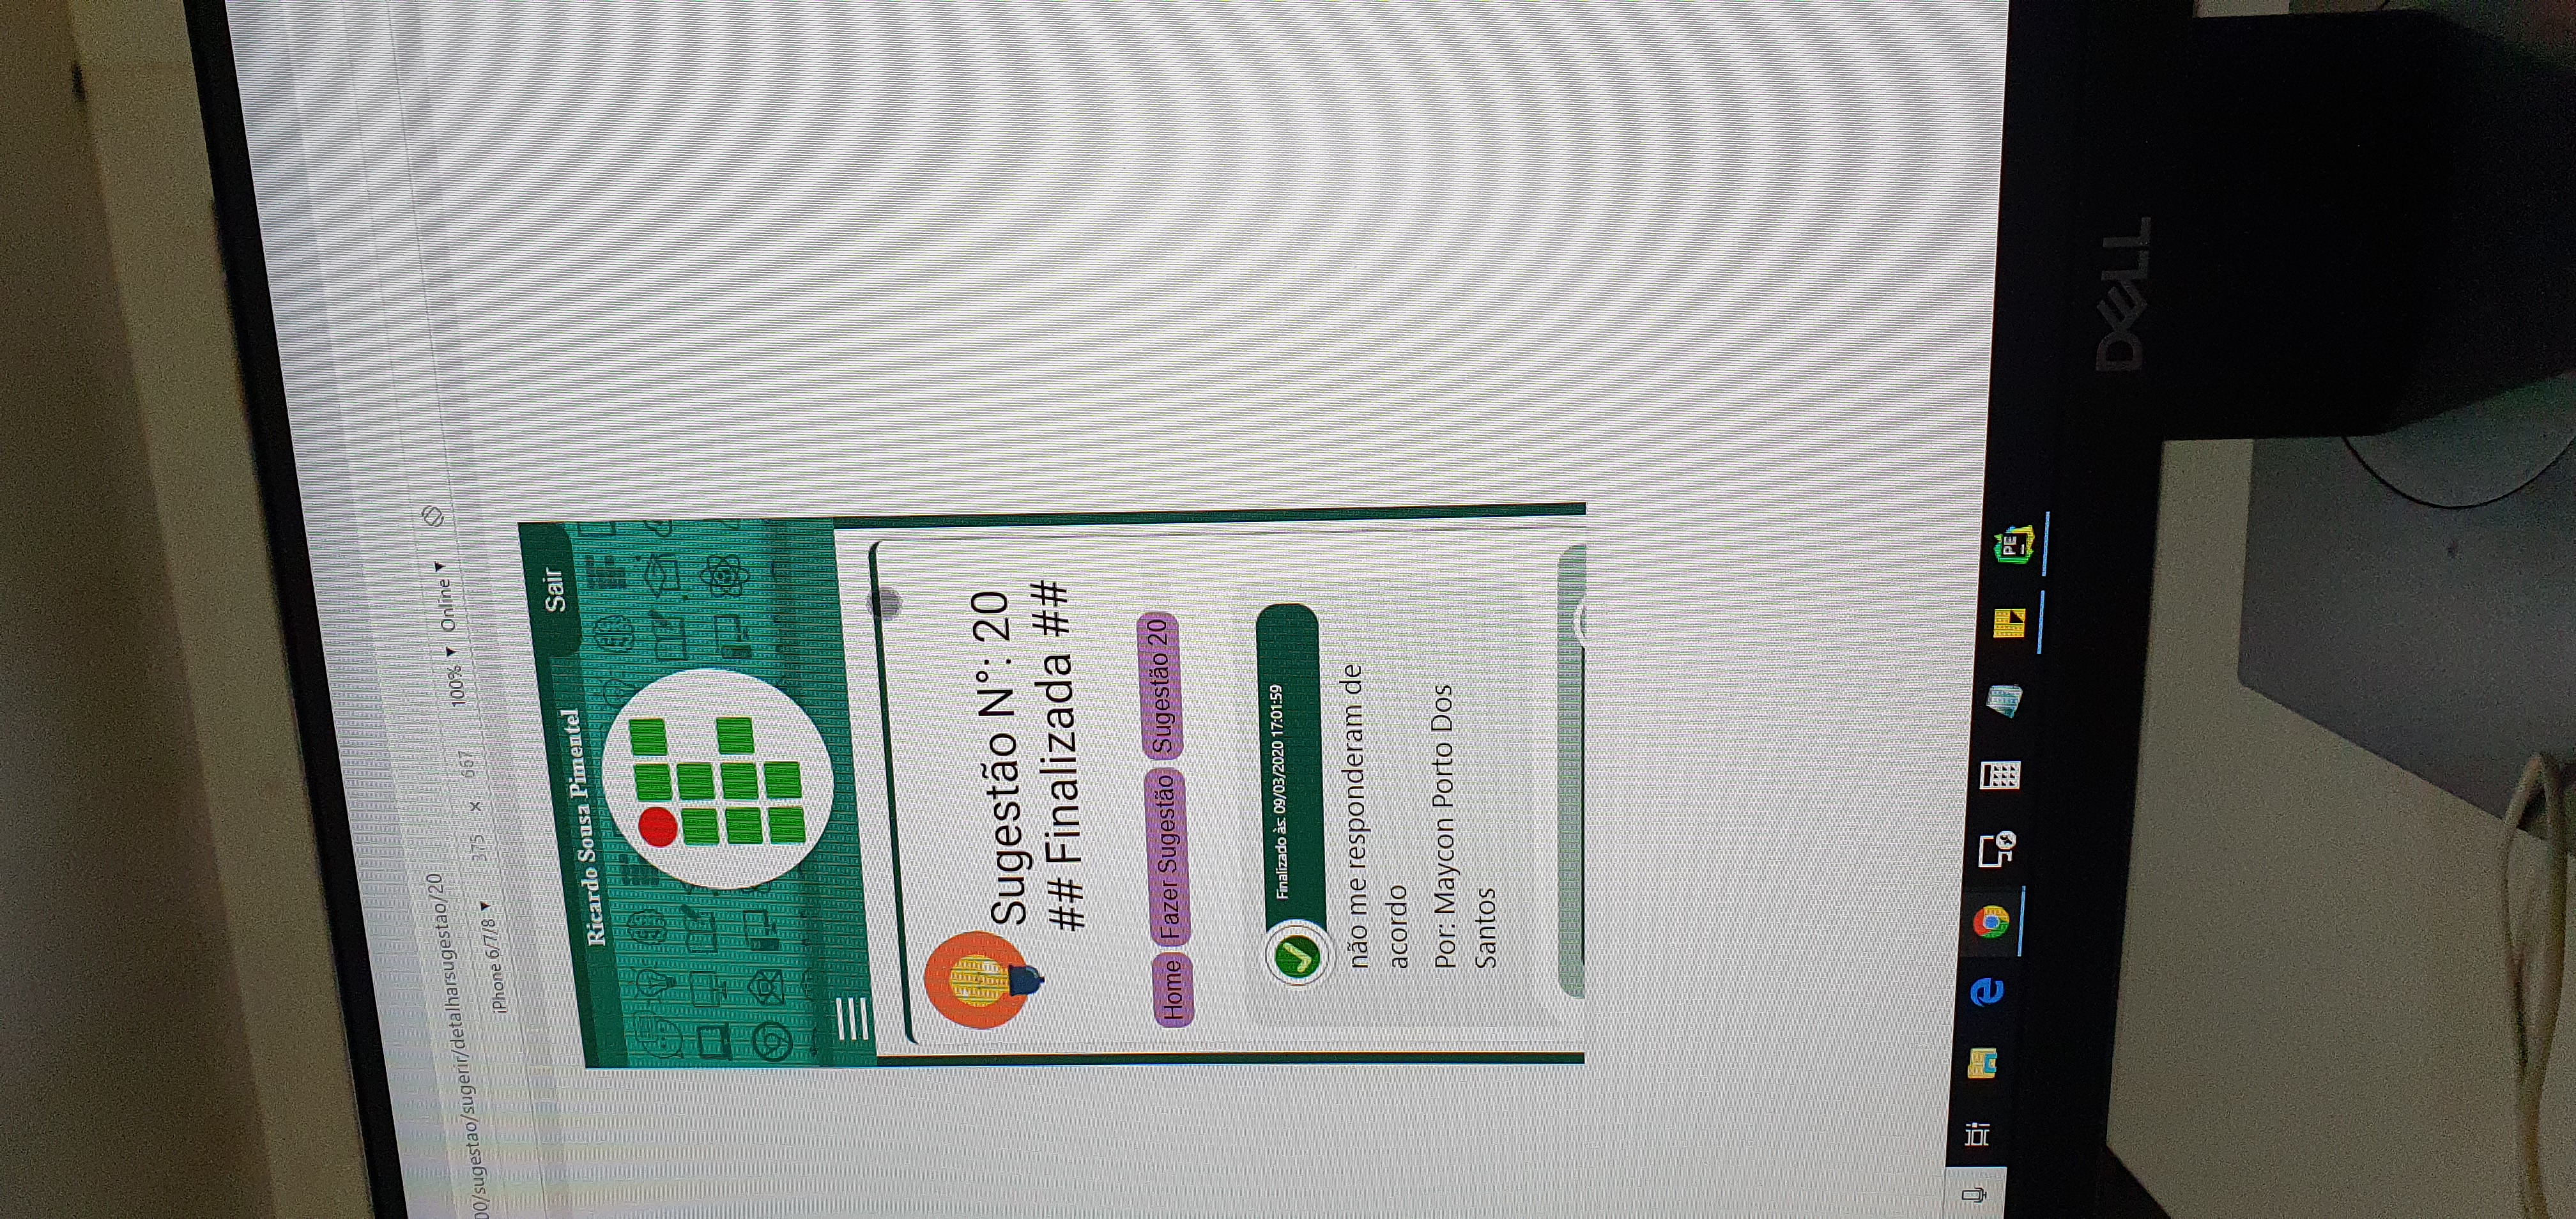 00/sugestao/sugerir/detalharsugestao/20
iPhone 6/7/8 ▼ 375 × 667 100% ▼ Online ▼
Ricardo Sousa Pimentel
Sair
Sugestão N°: 20
## Finalizada ##
Home Fazer Sugestão Sugestão 20
Finalizado às: 09/03/2020 17:01:59
não me responderam de
acordo
Por: Maycon Porto Dos
Santos
PE
DELL